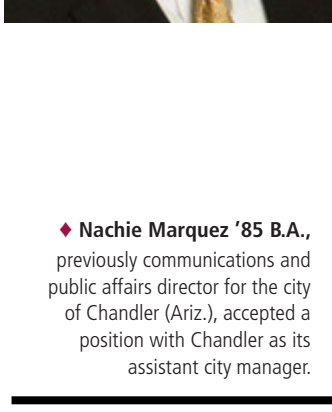 ♦ Nachie Marquez ’85 B.A.,
previously communications and
public affairs director for the city
of Chandler (Ariz.), accepted a
position with Chandler as its
assistant city manager.